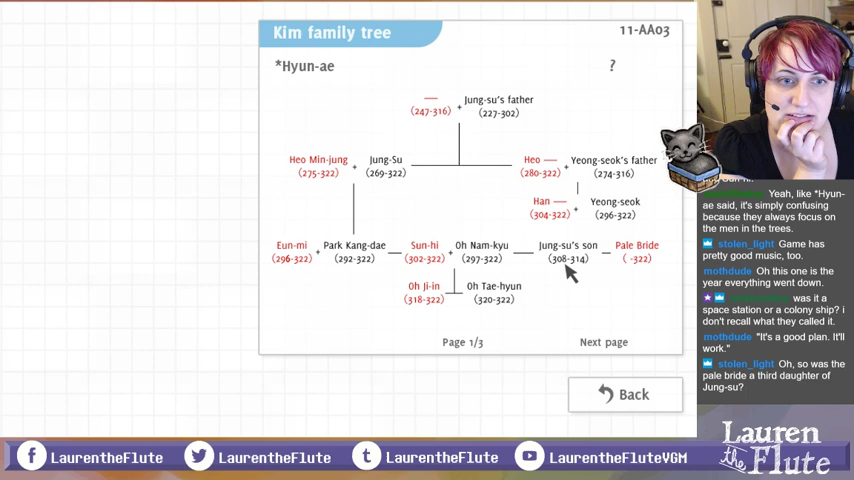 Kim family tree
11-AA03
*Hyun-ae
?
—
(247-316)
+
Jung-su's father
(227-302)
Heo Min-jung
(275-322)
+
Jung-Su
(269-322)
Heo —
(280-322)
+
Yeong-seok's father
(274-316)
Han —
(304-322)
+
Yeong-seok
(296-322)
Eun-mi
(296-322)
+
Park Kang-dae
(292-322)
Sun-hi
(302-322)
+
Oh Nam-kyu
(297-322)
Jung-su's son
(308-314)
Pale Bride
( -322)
Oh Ji-in
(318-322)
Oh Tae-hyun
(320-322)
Page 1/3
Next page
Back
Yeah, like *Hyun-
ae said, it's simply confusing
because they always focus on
the men in the trees.
stolen_light Game has
pretty good music, too.
mothdude Oh this one is the
year everything went down.
was it a
space station or a colony ship? i
don't recall what they called it.
mothdude "It's a good plan. It'll
work."
stolen_light Oh, so was the
pale bride a third daughter of
Jung-su?
LaurentheFlute
LaurentheFlute
LaurentheFlute
LaurentheFluteVGM
Lauren
the Flute